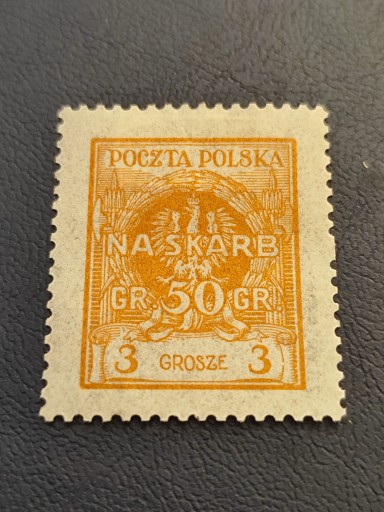 POCZTA POLSKA
NA SKARB
GR. 50 GR.
3 GROSZE 3